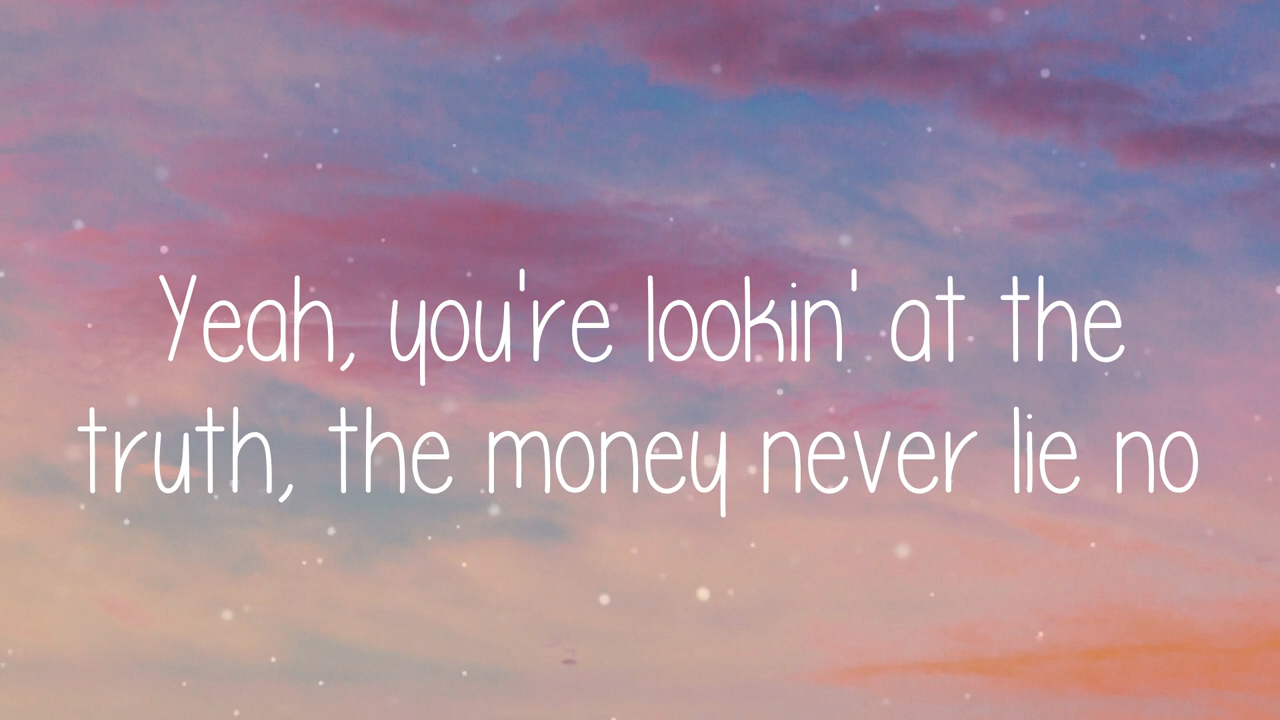 Yeah, you're lookin' at the
truth, the money never lie no